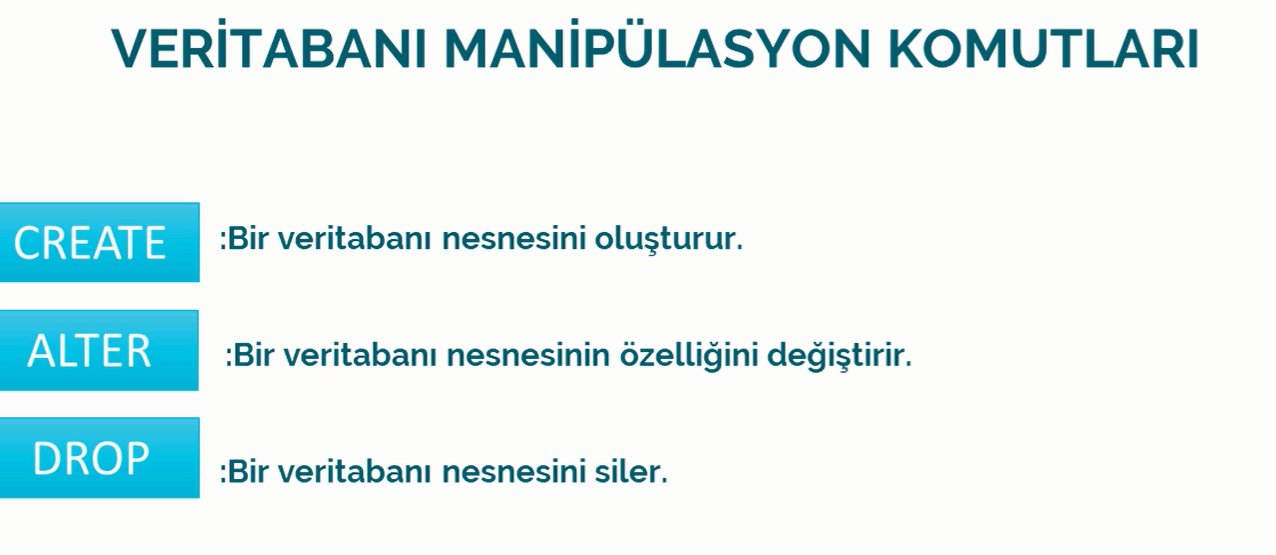 VERİTABANI MANİPÜLASYON KOMUTLARI
CREATE :Bir veritabanı nesnesini oluşturur.
ALTER :Bir veritabanı nesnesinin özelliğini değiştirir.
DROP :Bir veritabanı nesnesini siler.